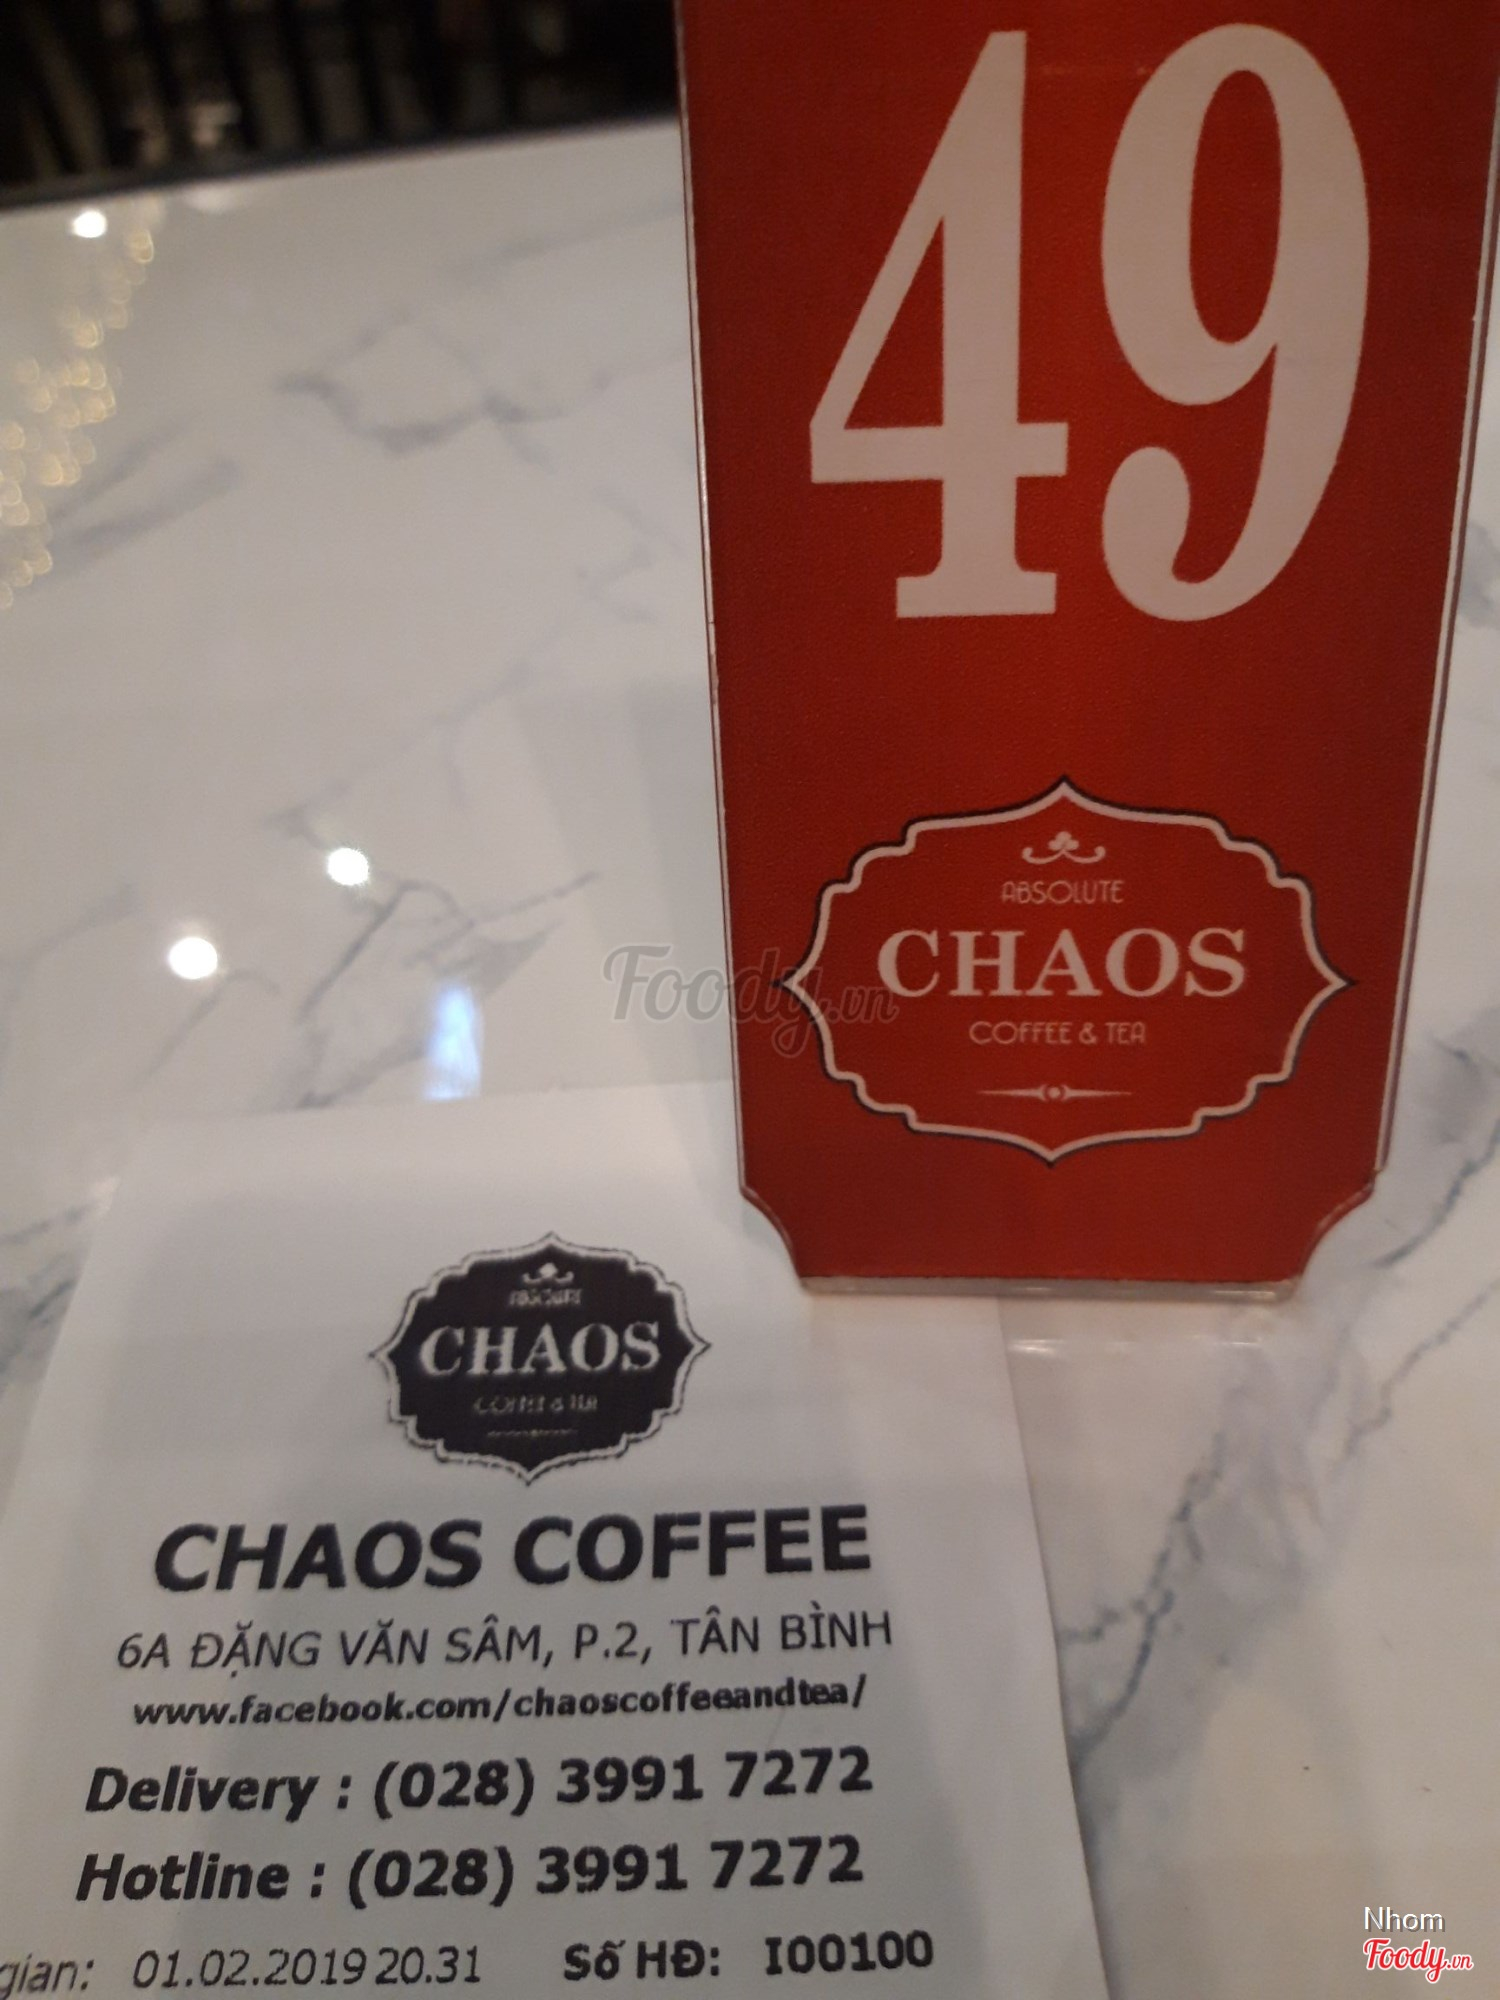 49
ABSOLUTE
CHAOS
COFFEE & TEA
Foody.vn
CHAOS
COFFEE & TEA
CHAOS COFFEE
6A ĐẶNG VĂN SÂM, P.2, TÂN BÌNH
www.facebook.com/chaoscoffeeandtea/
Delivery : (028) 3991 7272
Hotline : (028) 3991 7272
gian: 01.02.2019 20.31 Số HĐ: I00100
Nhom
Foody.vn